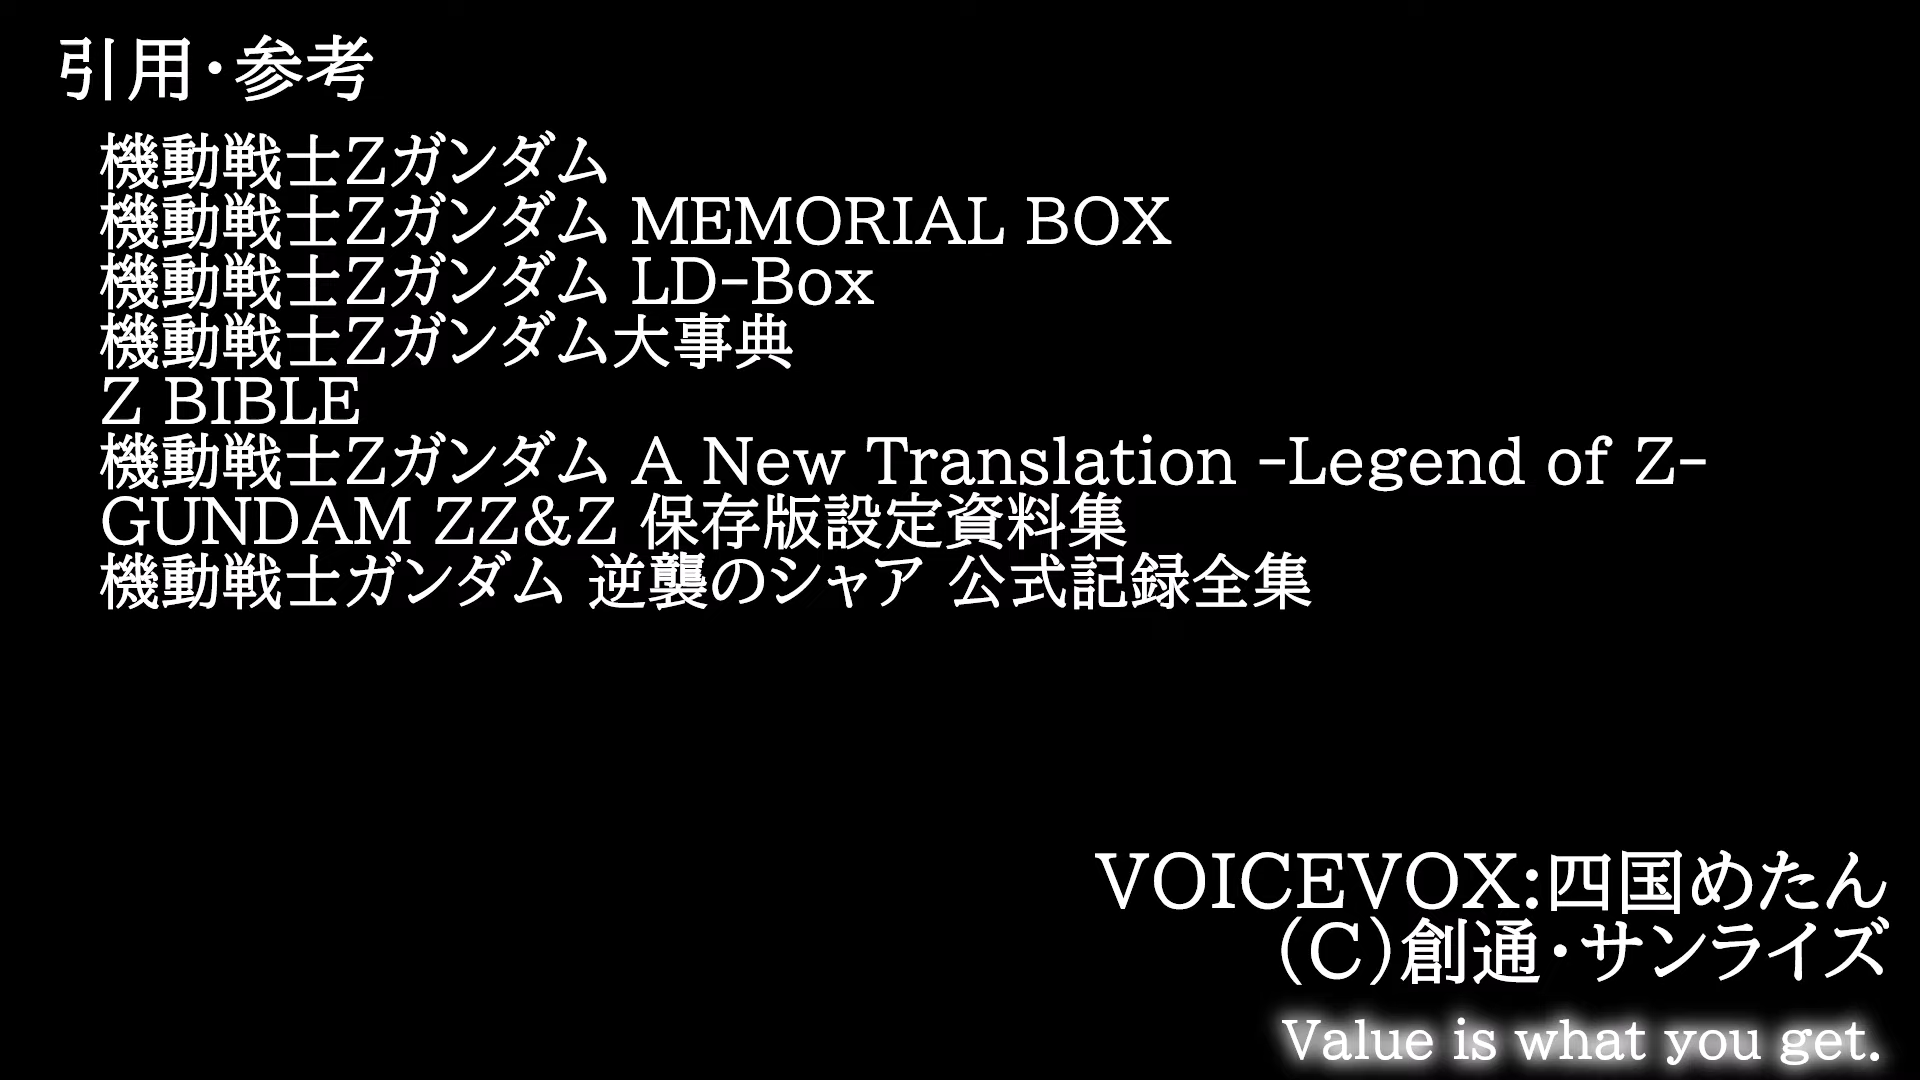 引用・参考
機動戦士Zガンダム
機動戦士Zガンダム MEMORIAL BOX
機動戦士Zガンダム LD-Box
機動戦士Zガンダム大事典
Z BIBLE
機動戦士Zガンダム A New Translation -Legend of Z-
GUNDAM ZZ&Z 保存版設定資料集
機動戦士ガンダム 逆襲のシャア 公式記録全集
VOICEVOX:四国めたん
(C)創通・サンライズ
Value is what you get.